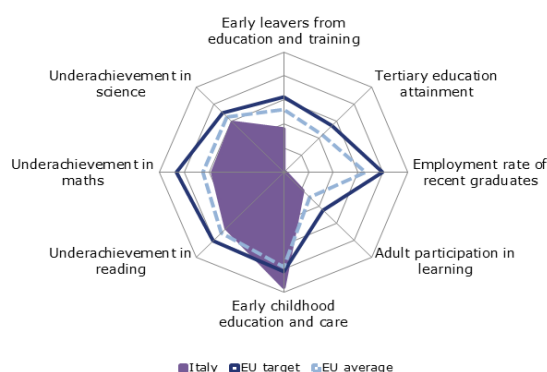 Early leavers from
education and training
Underachievement in
science
Tertiary education
attainment
Underachievement in
maths
Employment rate of
recent graduates
Underachievement in
reading
Adult participation in
learning
Early childhood
education and care
Italy EU target EU average